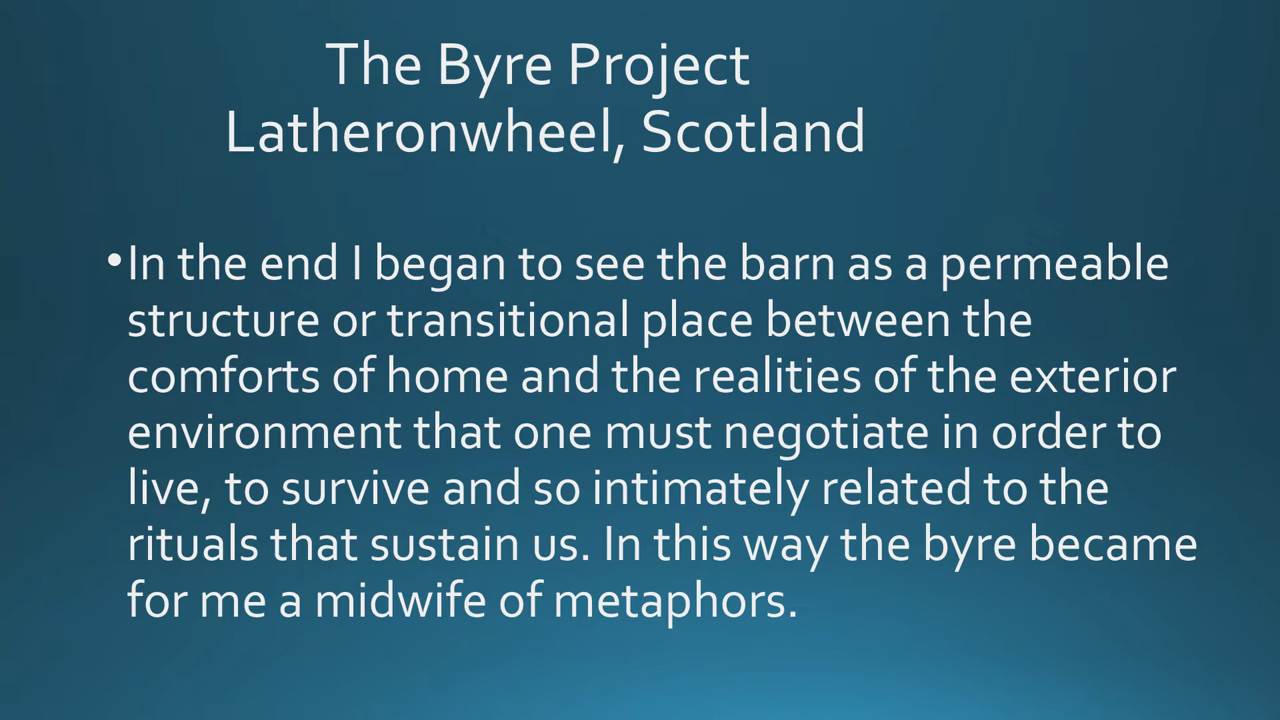 The Byre Project
Latheronwheel, Scotland
•In the end I began to see the barn as a permeable
structure or transitional place between the
comforts of home and the realities of the exterior
environment that one must negotiate in order to
live, to survive and so intimately related to the
rituals that sustain us. In this way the byre became
for me a midwife of metaphors.